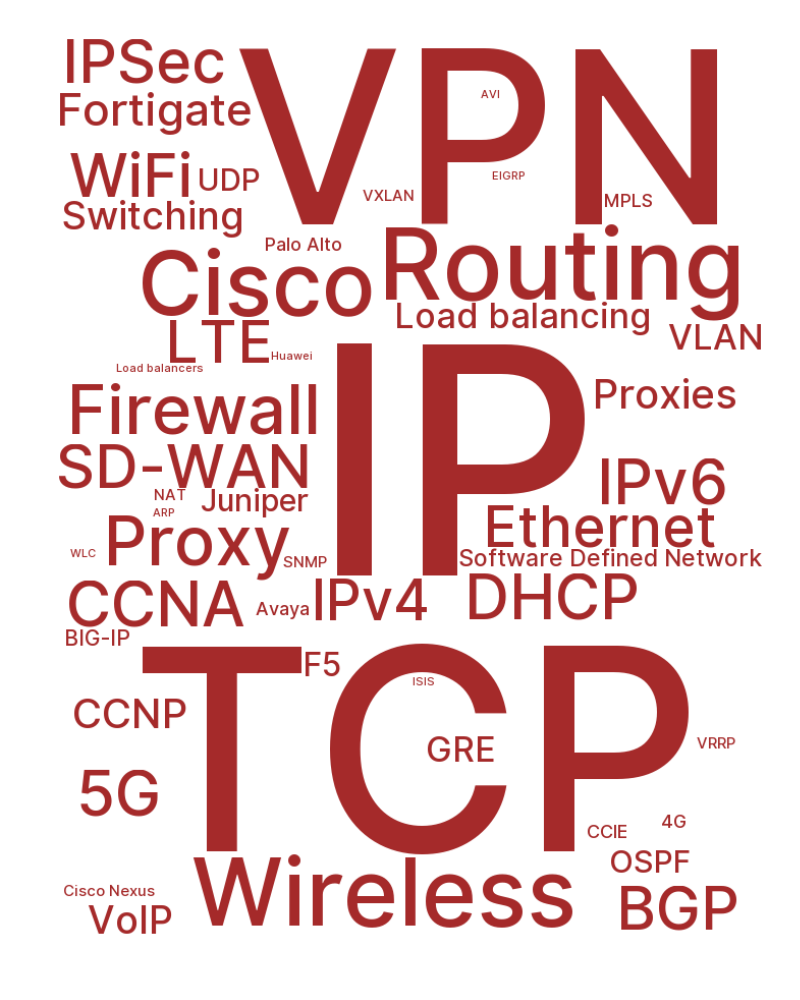 IPSec
VPN
Fortigate
AVI
WiFi
UDP
EIGRP
VXLAN
MPLS
Switching
Palo Alto
Routing
Cisco
Load balancing
LTE
VLAN
Huawei
Load balancers
IP
Firewall
Proxies
SD-WAN
IPv6
NAT
Juniper
ARP
Ethernet
Proxy
WLC
SNMP
Software Defined Network
CCNA
Avaya
IPv4
DHCP
BIG-IP
TCP
F5
ISIS
CCNP
GRE
VRRP
5G
4G
CCIE
OSPF
Wireless
Cisco Nexus
BGP
VoIP